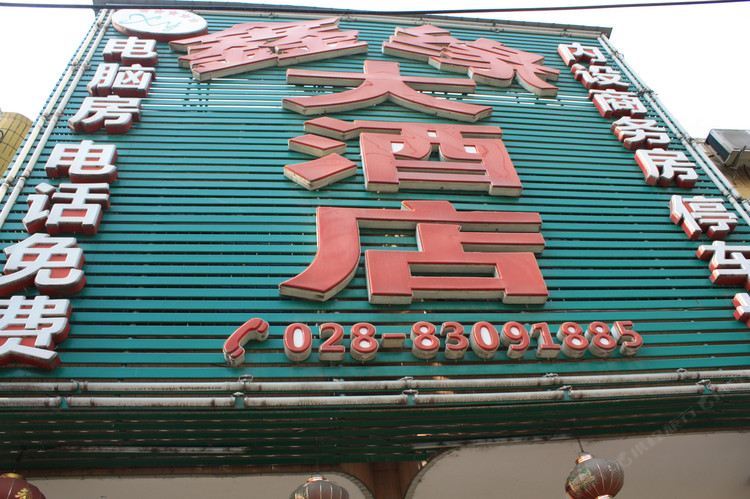 鑫缘
大
酒
店
028-83091885
电脑房
电话免费
内设商务房
停车